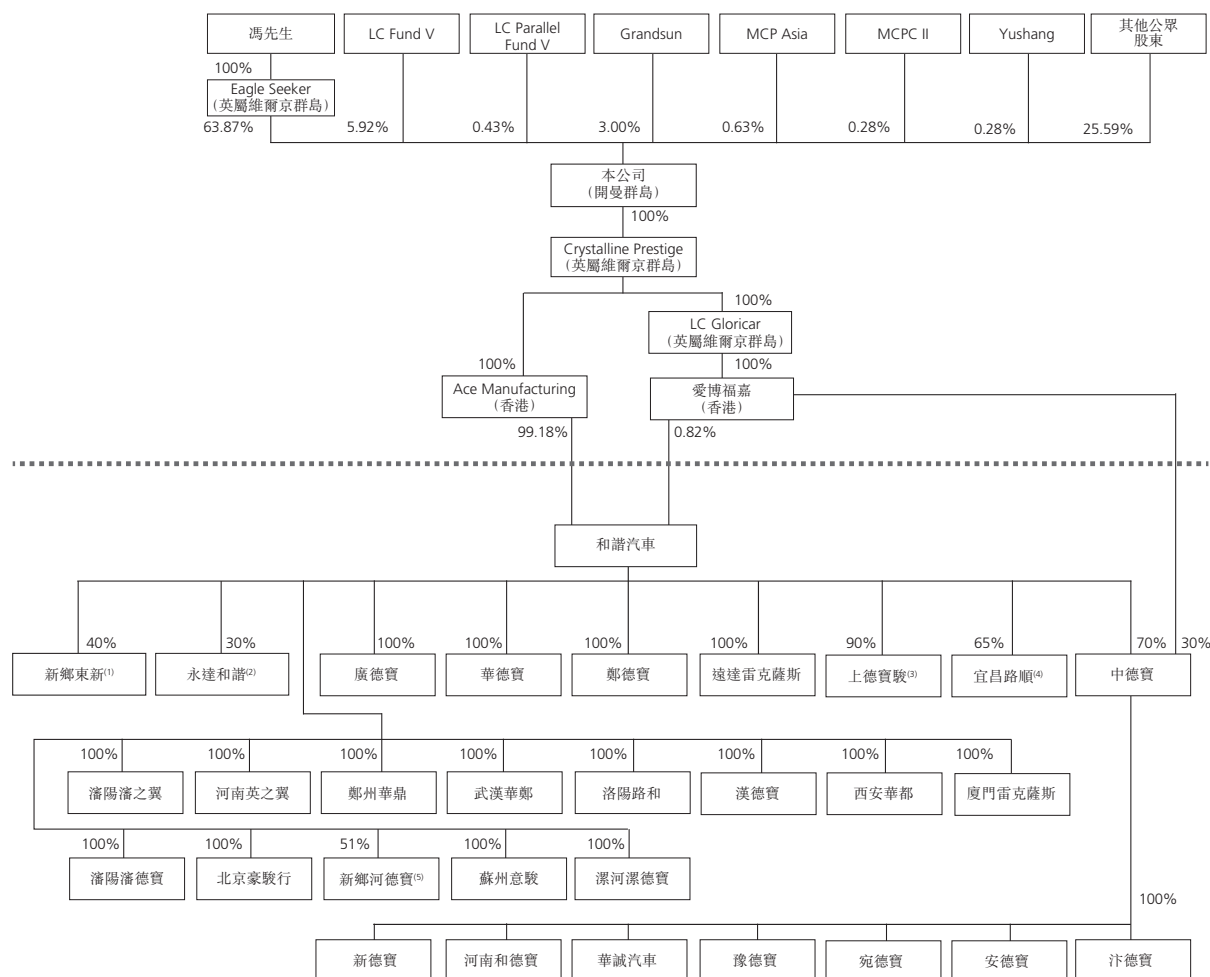 馮先生
LC Fund V
LC Parallel
Fund V
Grandsun
MCP Asia
MCPC II
Yushang
其他公眾
股東
100%
Eagle Seeker
(英屬維爾京群島)
63.87%
5.92%
0.43%
3.00%
0.63%
0.28%
0.28%
25.59%
本公司
(開曼群島)
100%
Crystalline Prestige
(英屬維爾京群島)
100%
LC Gloricar
(英屬維爾京群島)
100%
100%
Ace Manufacturing
(香港)
愛博福嘉
(香港)
99.18%
0.82%
和諧汽車
40%
30%
100%
100%
100%
100%
90%
65%
70%
30%
新鄉東新(1)
永達和諧(2)
廣德寶
華德寶
鄭德寶
遠達雷克薩斯
上德寶駿(3)
宜昌路順(4)
中德寶
100%
100%
100%
100%
100%
100%
100%
100%
瀋陽瀋之翼
河南英之翼
鄭州華鼎
武漢華鄭
洛陽路和
漢德寶
西安華都
廈門雷克薩斯
100%
100%
51%
100%
100%
瀋陽瀋德寶
北京豪駿行
新鄉河德寶(5)
蘇州意駿
漯河漯德寶
100%
新德寶
河南和德寶
華誠汽車
豫德寶
宛德寶
安德寶
汴德寶